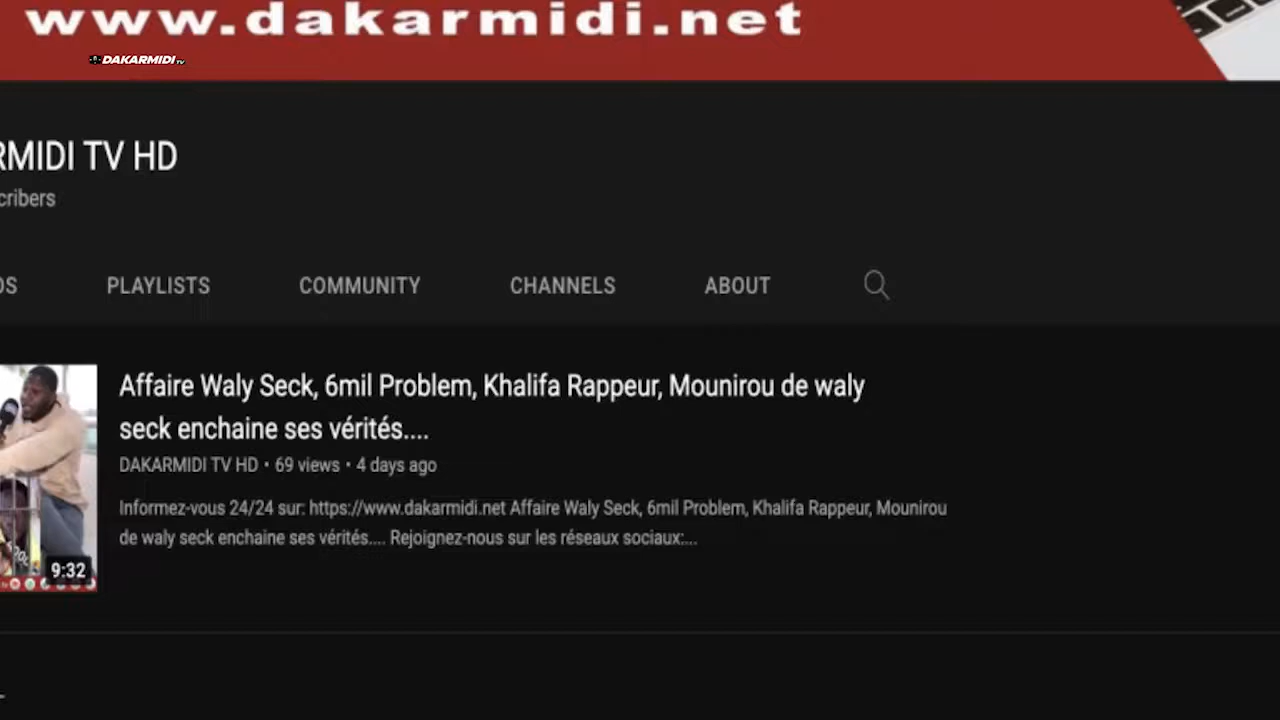 www.dakarmidi.net
DAKARMIDI TV
RMIDI TV HD
cribers
OS PLAYLISTS COMMUNITY CHANNELS ABOUT
Affaire Waly Seck, 6mil Problem, Khalifa Rappeur, Mounirou de waly
seck enchaine ses vérités....
DAKARMIDI TV HD • 69 views • 4 days ago
Informez-vous 24/24 sur: https://www.dakarmidi.net Affaire Waly Seck, 6mil Problem, Khalifa Rappeur, Mounirou
de waly seck enchaine ses vérités.... Rejoignez-nous sur les réseaux sociaux:...
9:32